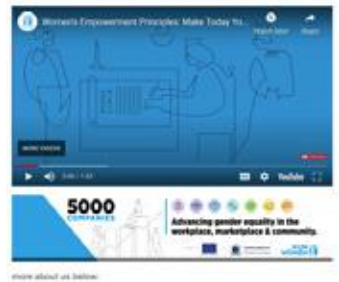 Women's Empowerment Principles: Make Today Yo...
Watch later
Share
MORE VIDEOS
YouTube
5000
COMPANIES
Advancing gender equality in the
workplace, marketplace & community.
more about us below: